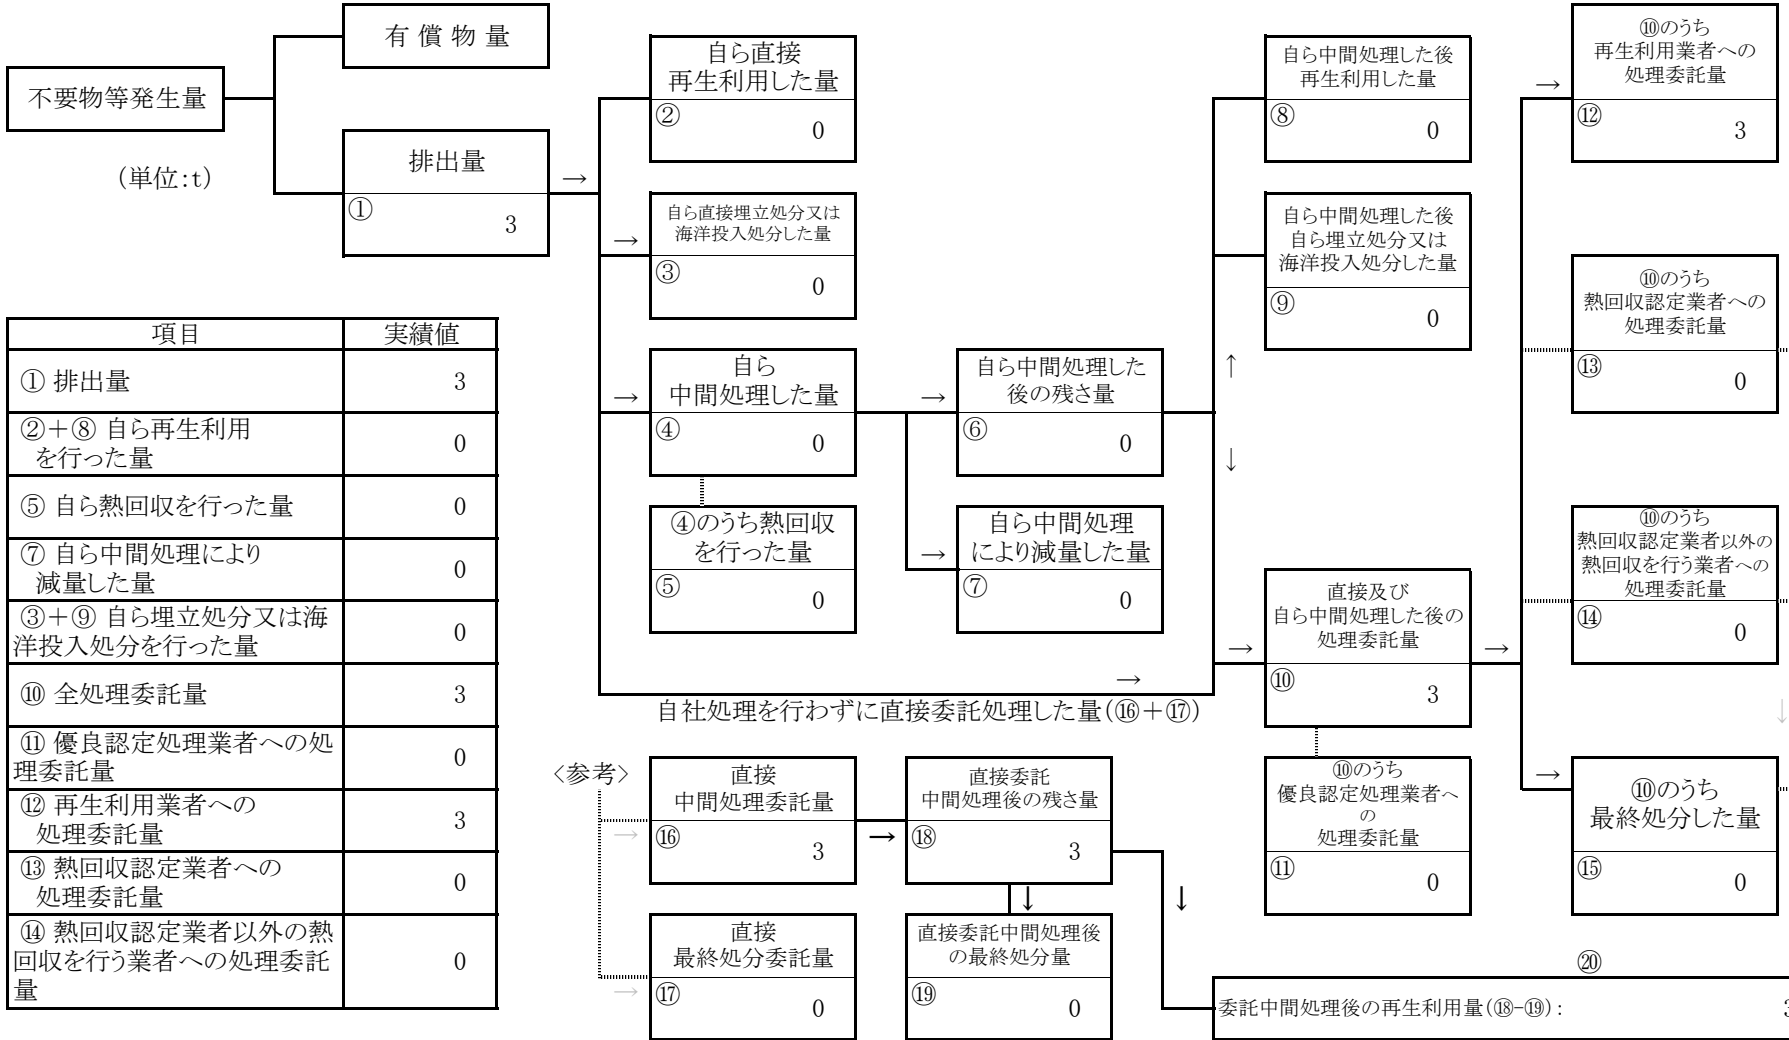 有 償 物 量
不要物等発生量
(単位:t)
排出量
①
3
→
自ら直接
再生利用した量
②
0
→
自ら直接埋立処分又は
海洋投入処分した量
③
0
→
自ら
中間処理した量
④
0
④のうち熱回収
を行った量
⑤
0
→
自ら中間処理した
後の残さ量
⑥
0
→
自ら中間処理
により減量した量
⑦
0
自ら中間処理した後
再生利用した量
⑧
0
自ら中間処理した後
自ら埋立処分又は
海洋投入処分した量
⑨
0
↑
↓
→
直接及び
自ら中間処理した後の
処理委託量
⑩
3
→
⑩のうち
優良認定処理業者へ
の
処理委託量
⑪
0
→
⑩のうち
再生利用業者への
処理委託量
⑫
3
⑩のうち
熱回収認定業者への
処理委託量
⑬
0
⑩のうち
熱回収認定業者以外の
熱回収を行う業者への
処理委託量
⑭
0
↓
→
⑩のうち
最終処分した量
⑮
0
→
自社処理を行わずに直接委託処理した量(⑯+⑰)
項目 実績値
① 排出量 3
②+⑧ 自ら再生利用
を行った量 0
⑤ 自ら熱回収を行った量 0
⑦ 自ら中間処理により
減量した量 0
③+⑨ 自ら埋立処分又は海
洋投入処分を行った量 0
⑩ 全処理委託量 3
⑪ 優良認定処理業者への処
理委託量 0
⑫ 再生利用業者への
処理委託量 3
⑬ 熱回収認定業者への
処理委託量 0
⑭ 熱回収認定業者以外の熱
回収を行う業者への処理委託
量 0
<参考>
→
直接
中間処理委託量
⑯
3
→
直接委託
中間処理後の残さ量
⑱
3
↓
↓
→
直接
最終処分委託量
⑰
0
直接委託中間処理後
の最終処分量
⑲
0
⑳
委託中間処理後の再生利用量(⑱-⑲):
3